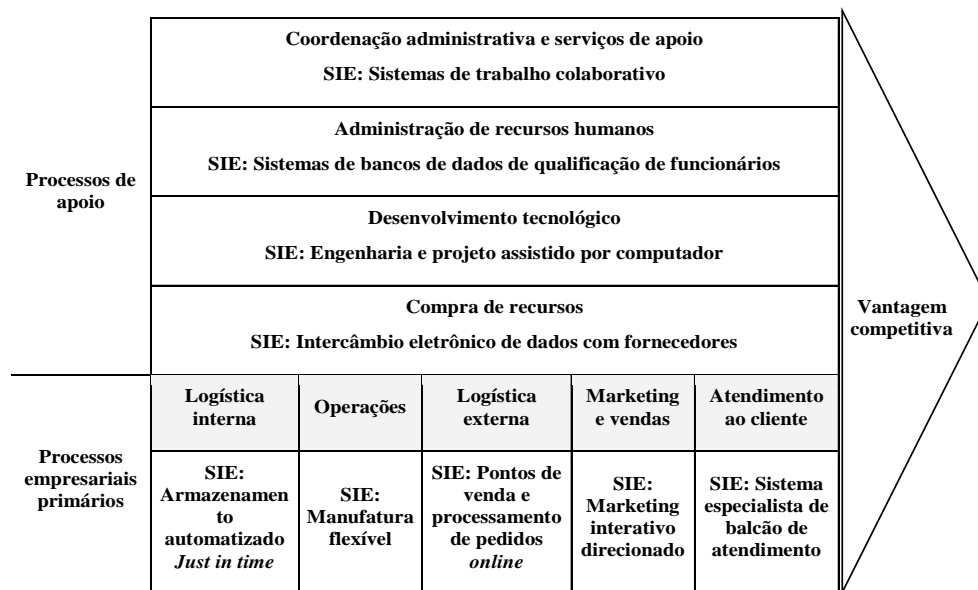 Coordenação administrativa e serviços de apoio
SIE: Sistemas de trabalho colaborativo
Administração de recursos humanos
SIE: Sistemas de bancos de dados de qualificação de funcionários
Processos de
apoio
Desenvolvimento tecnológico
SIE: Engenharia e projeto assistido por computador
Compra de recursos
SIE: Intercâmbio eletrônico de dados com fornecedores
Vantagem
competitiva
Processos
empresariais
primários
Logística
interna
Operações
Logística
externa
Marketing
e vendas
Atendimento
ao cliente
SIE:
Armazenamen
to
automatizado
Just in time
SIE:
Manufatura
flexível
SIE: Pontos de
venda e
processamento
de pedidos
online
SIE:
Marketing
interativo
direcionado
SIE: Sistema
especialista de
balcão de
atendimento